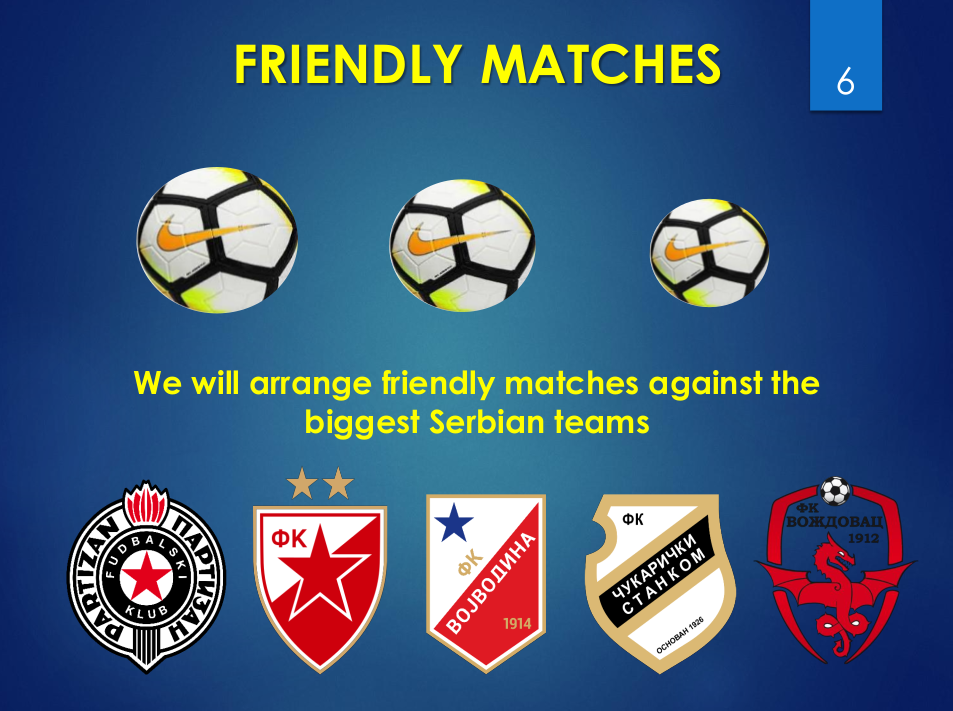 FRIENDLY MATCHES
6
We will arrange friendly matches against the
biggest Serbian teams
PARTIZAN ПАРТИЗАН
FUDBALSKI
KLUB
ФК
ФК
ВОЈВОДИНА
1914
ФК
ЧУКАРИЧКИ
СТАНКОМ
ОСНОВАН 1926
ФК
ВОЖДОВАЦ
1912